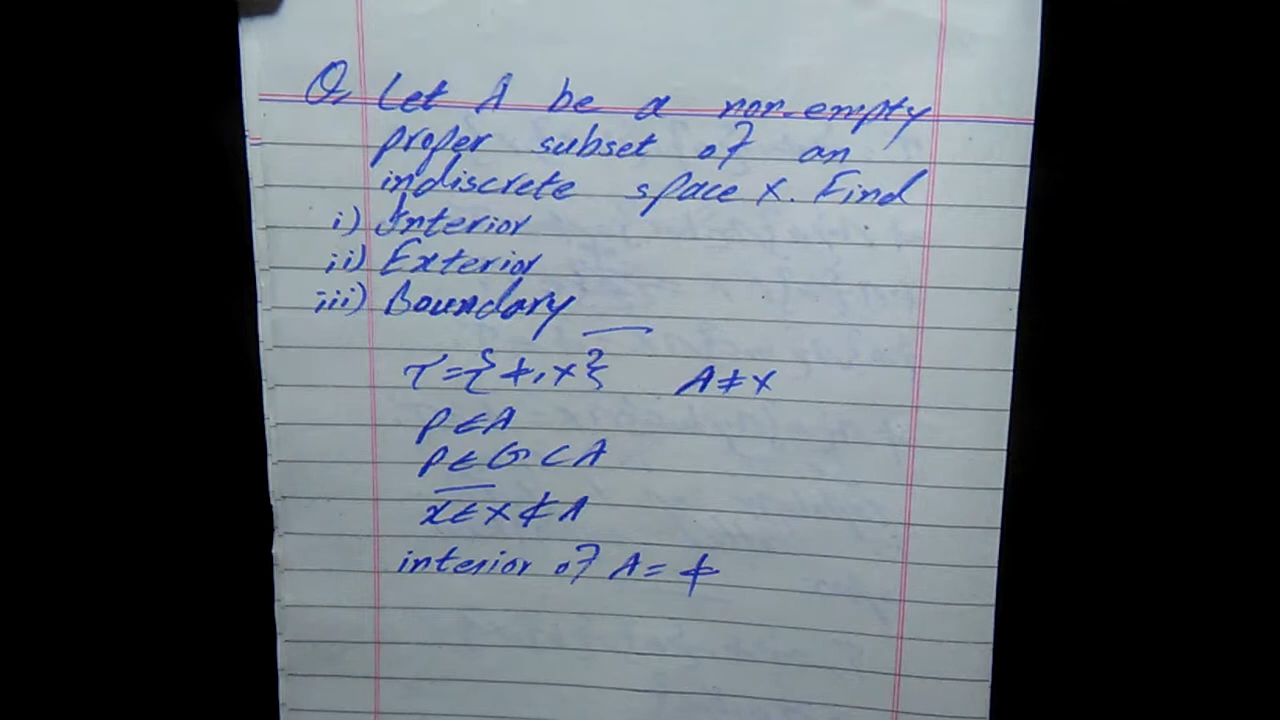 Q. Let A be a non-empty
proper subset of an
indiscrete space X. Find
i) Interior
ii) Exterior
iii) Boundary
τ={ϕ,X} A≠X
p∈A
p∈G⊂A
x∈X⊄A
interior of A=ϕ